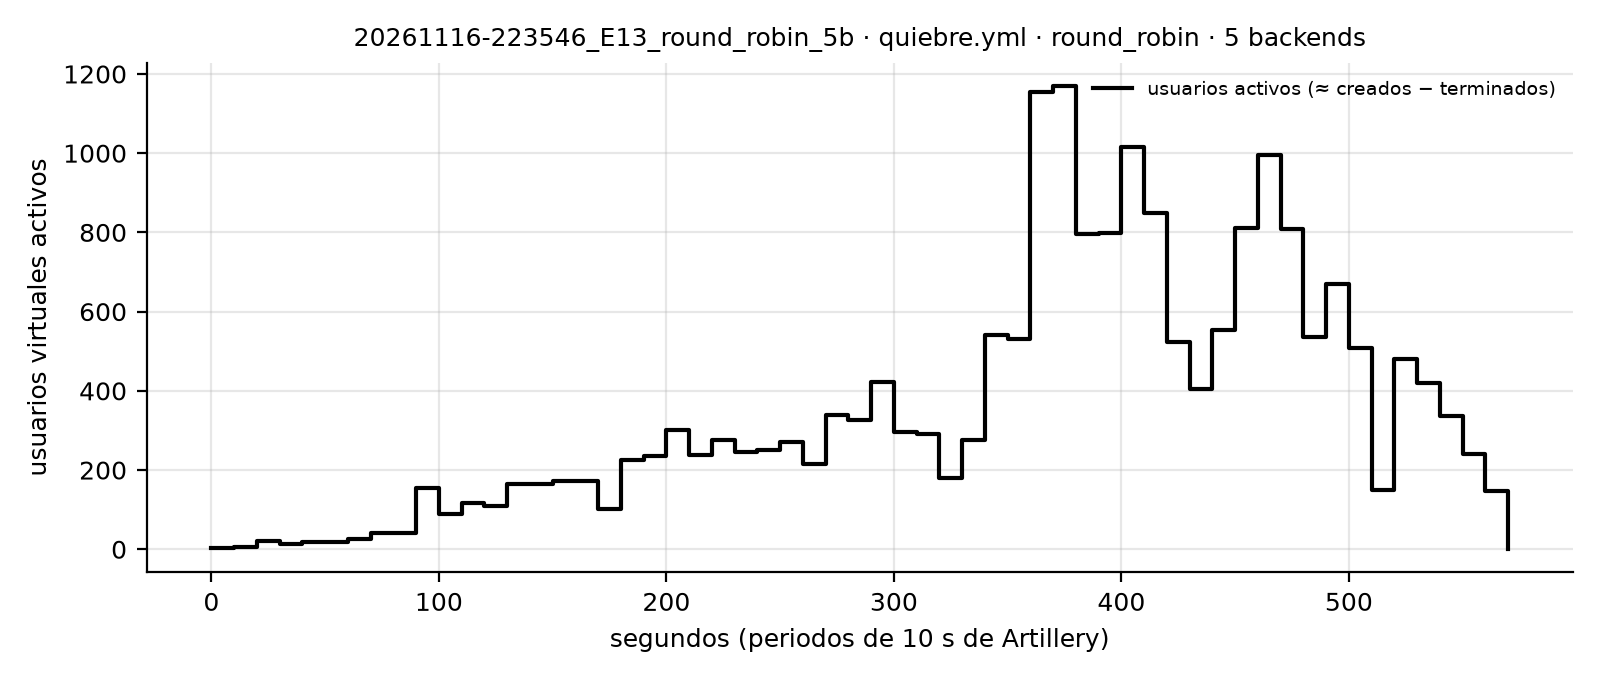 20261116-223546_E13_round_robin_5b · quiebre.yml · round_robin · 5 backends
usuarios activos (≈ creados − terminados)
usuarios virtuales activos
1200
1000
800
600
400
200
0
0 100 200 300 400 500
segundos (periodos de 10 s de Artillery)